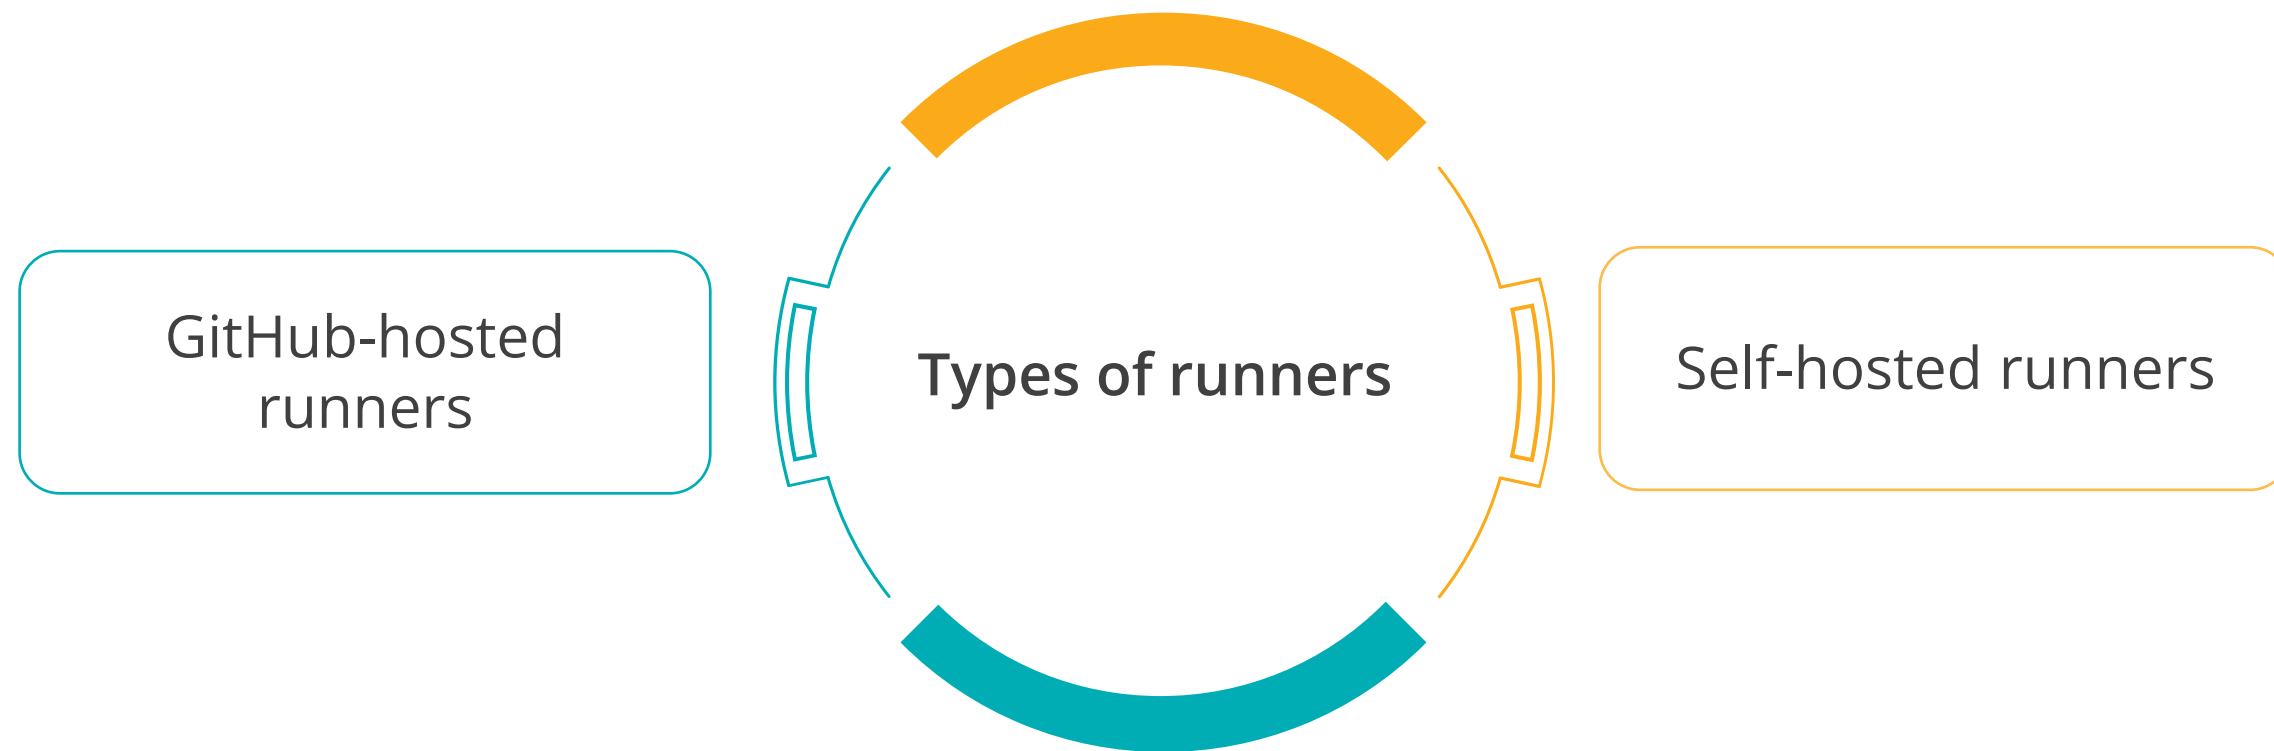 GitHub-hosted
runners
Types of runners
Self-hosted runners